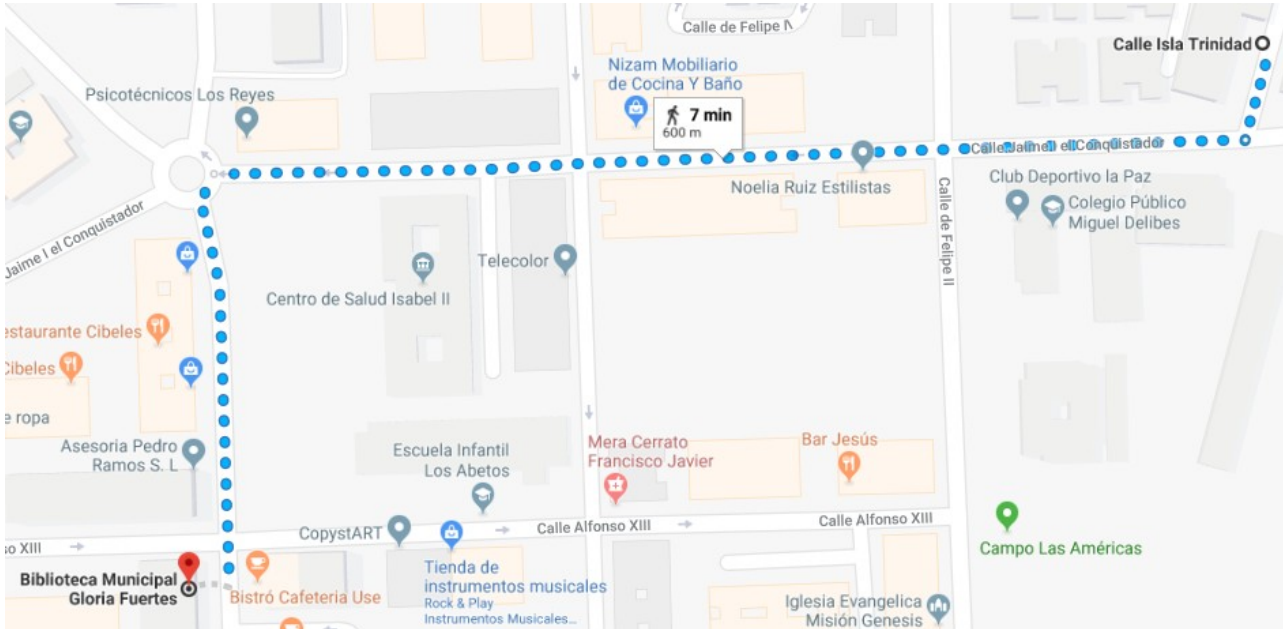 Calle de Felipe IV
Calle Isla Trinidad
Nizam Mobiliario
de Cocina Y Baño
Psicotécnicos Los Reyes
7 min
600 m
Calle Jaime I el Conquistador
Noelia Ruiz Estilistas
Club Deportivo la Paz
Colegio Público
Miguel Delibes
Calle de Felipe II
Jaime I el Conquistador
Telecolor
Centro de Salud Isabel II
estaurante Cibeles
Cibeles
e ropa
Asesoria Pedro
Ramos S. L
Escuela Infantil
Los Abetos
Mera Cerrato
Francisco Javier
Bar Jesús
CopystART
Calle Alfonso XIII
Calle Alfonso XIII
so XIII
Campo Las Américas
Biblioteca Municipal
Gloria Fuertes
Bistró Cafeteria Use
Tienda de
instrumentos musicales
Rock & Play
Instrumentos Musicales...
Iglesia Evangelica
Misión Genesis